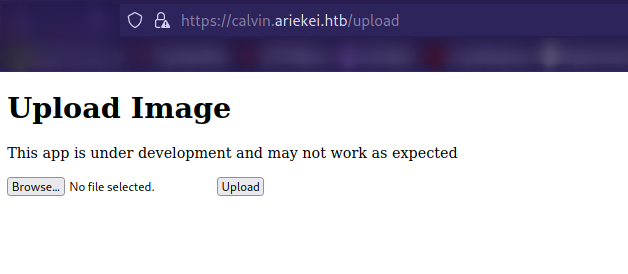 https://calvin.ariekei.htb/upload
Upload Image
This app is under development and may not work as expected
Browse... No file selected. Upload